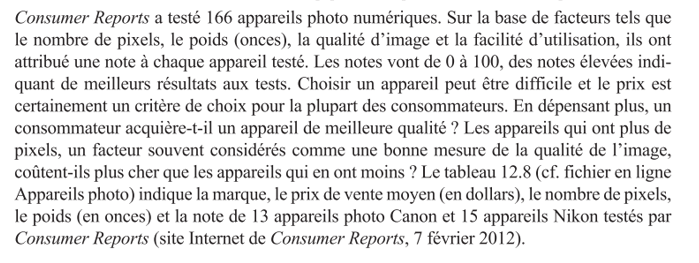 Consumer Reports a testé 166 appareils photo numériques. Sur la base de facteurs tels que
le nombre de pixels, le poids (onces), la qualité d'image et la facilité d'utilisation, ils ont
attribué une note à chaque appareil testé. Les notes vont de 0 à 100, des notes élevées indi-
quant de meilleurs résultats aux tests. Choisir un appareil peut être difficile et le prix est
certainement un critère de choix pour la plupart des consommateurs. En dépensant plus, un
consommateur acquière-t-il un appareil de meilleure qualité ? Les appareils qui ont plus de
pixels, un facteur souvent considérés comme une bonne mesure de la qualité de l'image,
coûtent-ils plus cher que les appareils qui en ont moins ? Le tableau 12.8 (cf. fichier en ligne
Appareils photo) indique la marque, le prix de vente moyen (en dollars), le nombre de pixels,
le poids (en onces) et la note de 13 appareils photo Canon et 15 appareils Nikon testés par
Consumer Reports (site Internet de Consumer Reports, 7 février 2012).